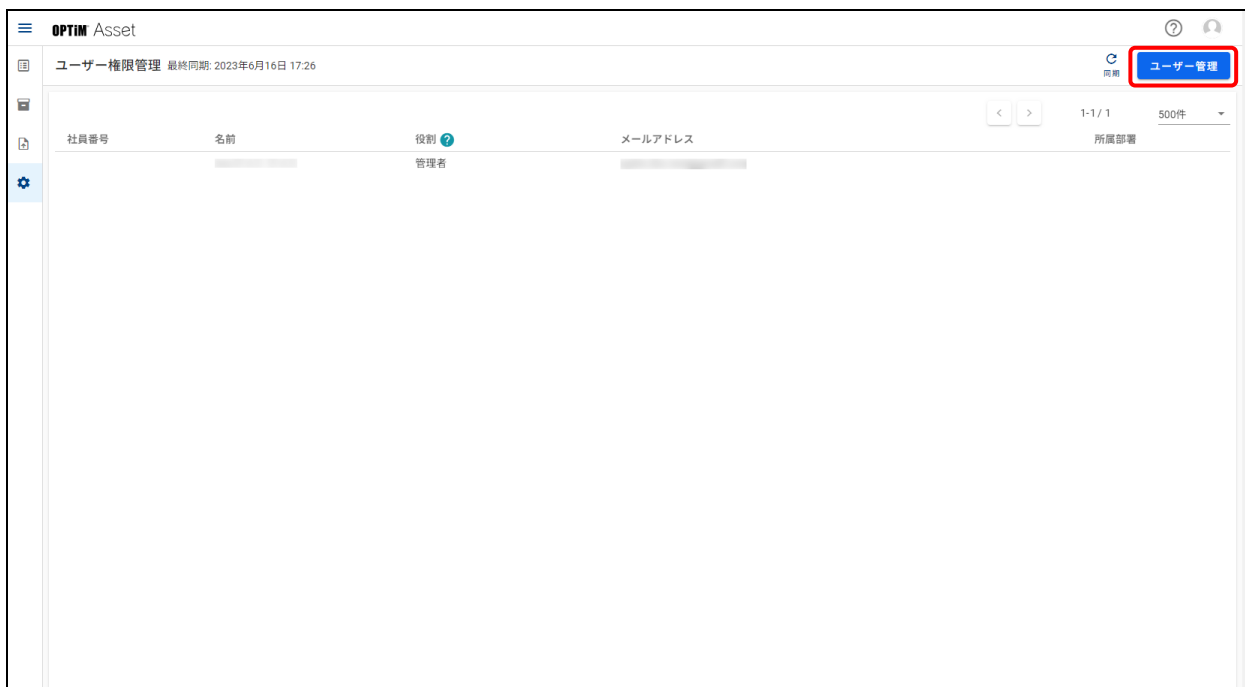 OPTiM Asset
ユーザー権限管理 最終同期: 2023年6月16日 17:26
同期
ユーザー管理
1-1 / 1
500件
社員番号 名前 役割 メールアドレス 所属部署
管理者